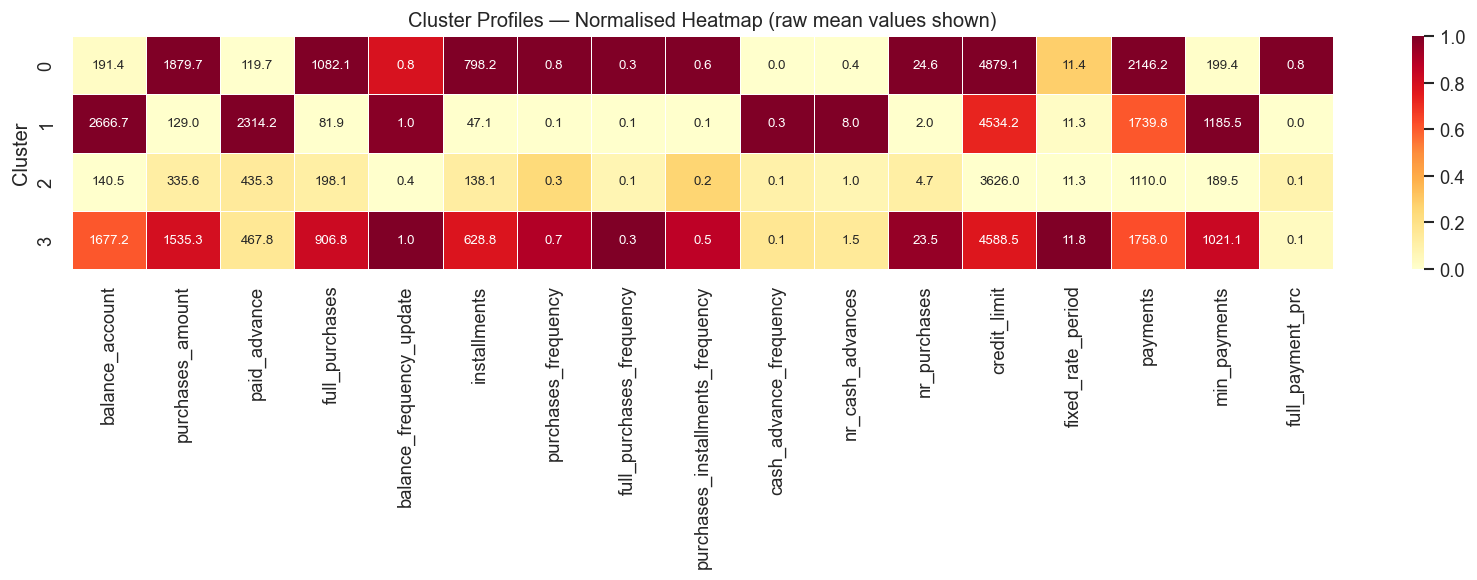 Cluster Profiles — Normalised Heatmap (raw mean values shown)
Cluster
0 191.4 1879.7 119.7 1082.1 0.8 798.2 0.8 0.3 0.6 0.0 0.4 24.6 4879.1 11.4 2146.2 199.4 0.8
1 2666.7 129.0 2314.2 81.9 1.0 47.1 0.1 0.1 0.1 0.3 8.0 2.0 4534.2 11.3 1739.8 1185.5 0.0
2 140.5 335.6 435.3 198.1 0.4 138.1 0.3 0.1 0.2 0.1 1.0 4.7 3626.0 11.3 1110.0 189.5 0.1
3 1677.2 1535.3 467.8 906.8 1.0 628.8 0.7 0.3 0.5 0.1 1.5 23.5 4588.5 11.8 1758.0 1021.1 0.1
balance_account
purchases_amount
paid_advance
full_purchases
balance_frequency_update
installments
purchases_frequency
full_purchases_frequency
purchases_installments_frequency
cash_advance_frequency
nr_cash_advances
nr_purchases
credit_limit
fixed_rate_period
payments
min_payments
full_payment_prc
1.0
0.8
0.6
0.4
0.2
0.0